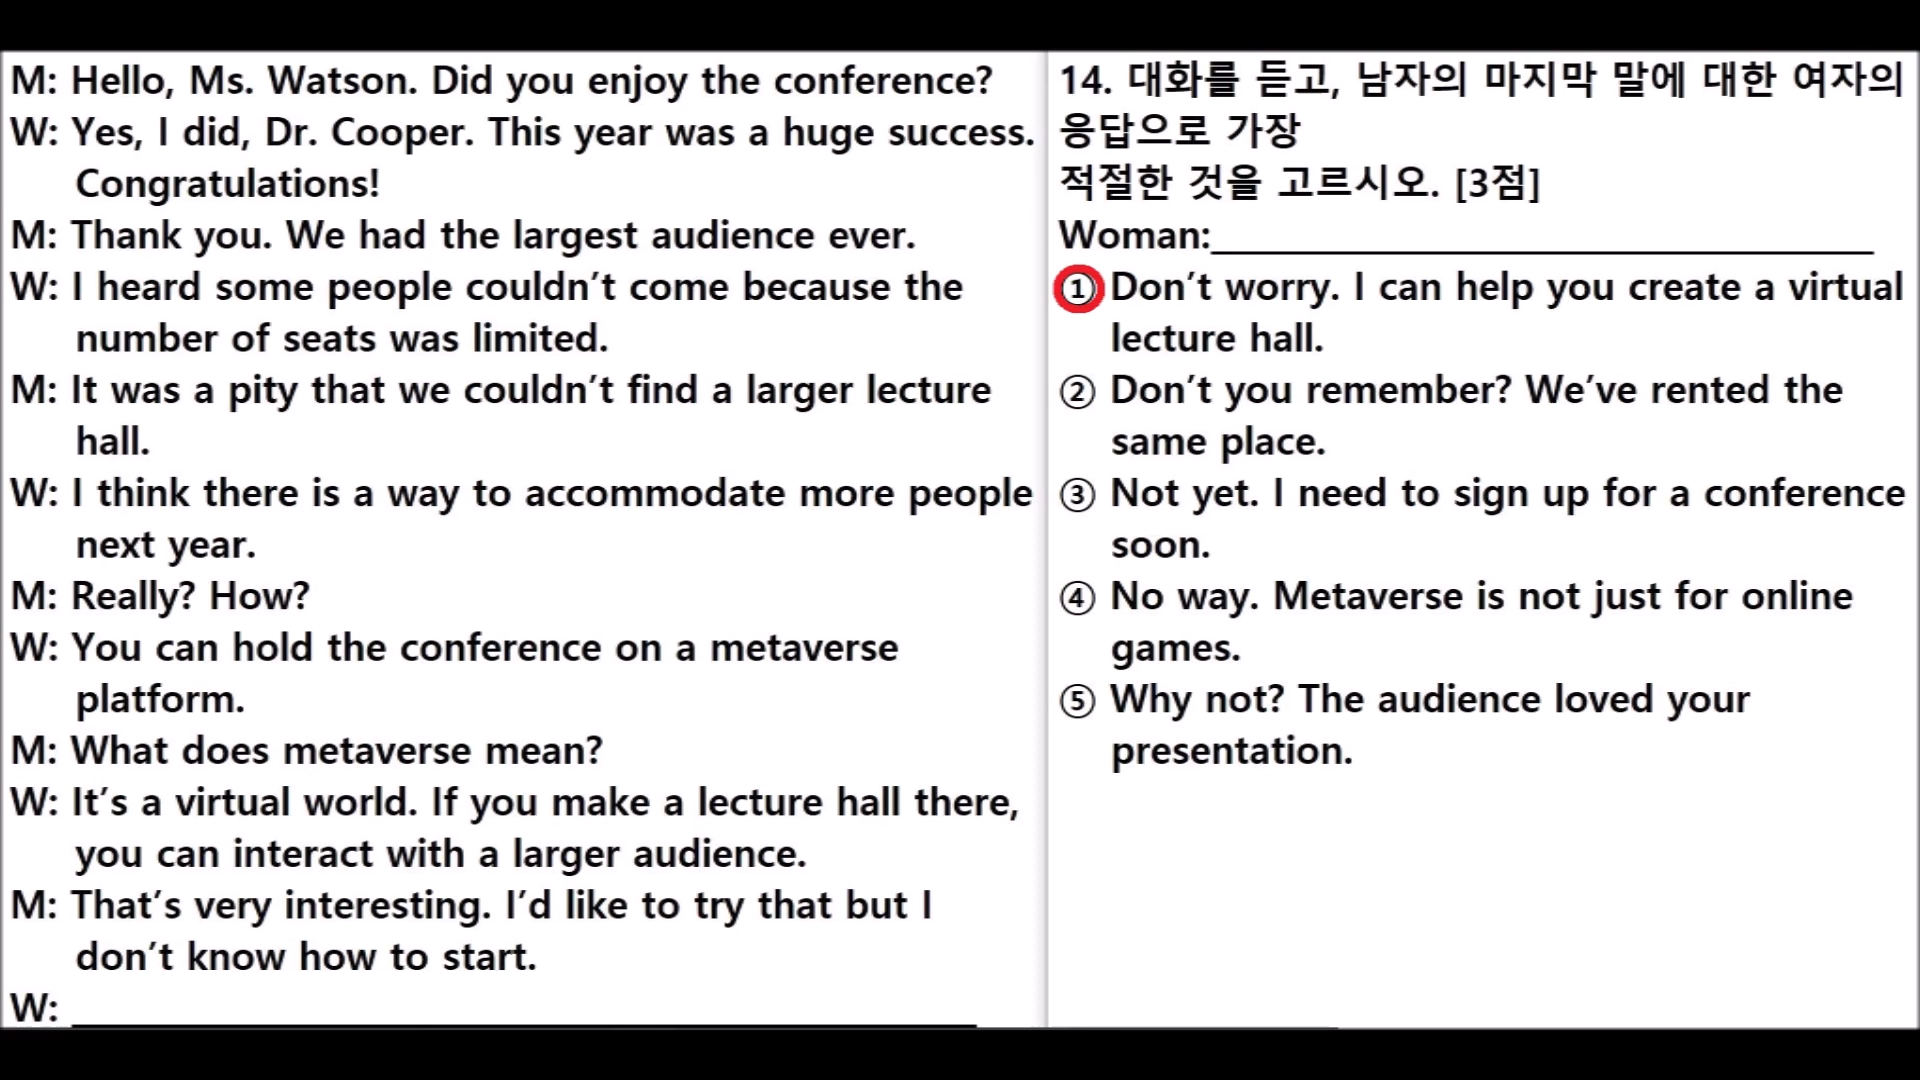 M: Hello, Ms. Watson. Did you enjoy the conference?
W: Yes, I did, Dr. Cooper. This year was a huge success.
Congratulations!
M: Thank you. We had the largest audience ever.
W: I heard some people couldn’t come because the
number of seats was limited.
M: It was a pity that we couldn’t find a larger lecture
hall.
W: I think there is a way to accommodate more people
next year.
M: Really? How?
W: You can hold the conference on a metaverse
platform.
M: What does metaverse mean?
W: It’s a virtual world. If you make a lecture hall there,
you can interact with a larger audience.
M: That’s very interesting. I’d like to try that but I
don’t know how to start.
W:
14. 대화를 듣고, 남자의 마지막 말에 대한 여자의
응답으로 가장
적절한 것을 고르시오. [3점]
Woman:
① Don’t worry. I can help you create a virtual
lecture hall.
② Don’t you remember? We’ve rented the
same place.
③ Not yet. I need to sign up for a conference
soon.
④ No way. Metaverse is not just for online
games.
⑤ Why not? The audience loved your
presentation.